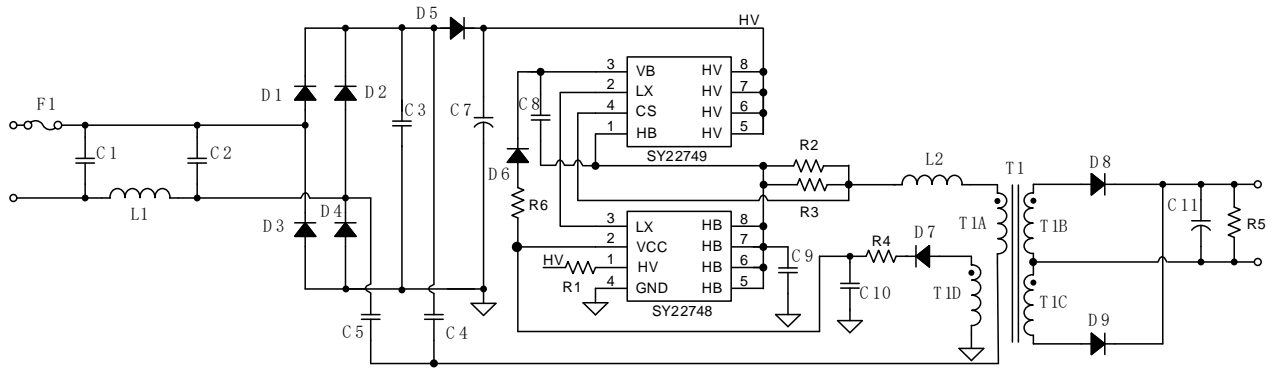 D5
HV
D1
D2
C3
C7
C8
3
VB
HV
8
2
LX
HV
7
4
CS
HV
6
1
HB
HV
5
SY22749
F1
C1
C2
L1
D3
D4
D6
R6
R2
R3
L2
T1
D8
T1A
T1B
C11
R5
3
LX
HB
8
2
VCC
HB
7
HV
R1
1
HV
HB
6
4
GND
HB
5
SY22748
C9
R4
D7
C10
T1D
T1C
D9
C5
C4